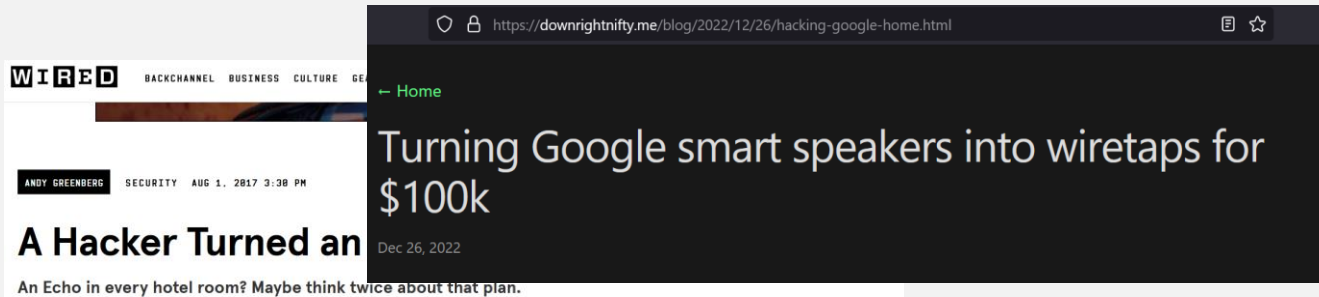 https://downrightnifty.me/blog/2022/12/26/hacking-google-home.html
WIRED BACKCHANNEL BUSINESS CULTURE
← Home
Turning Google smart speakers into wiretaps for
$100k
Dec 26, 2022
ANDY GREENBERG SECURITY AUG 1, 2017 3:30 PM
A Hacker Turned an
An Echo in every hotel room? Maybe think twice about that plan.